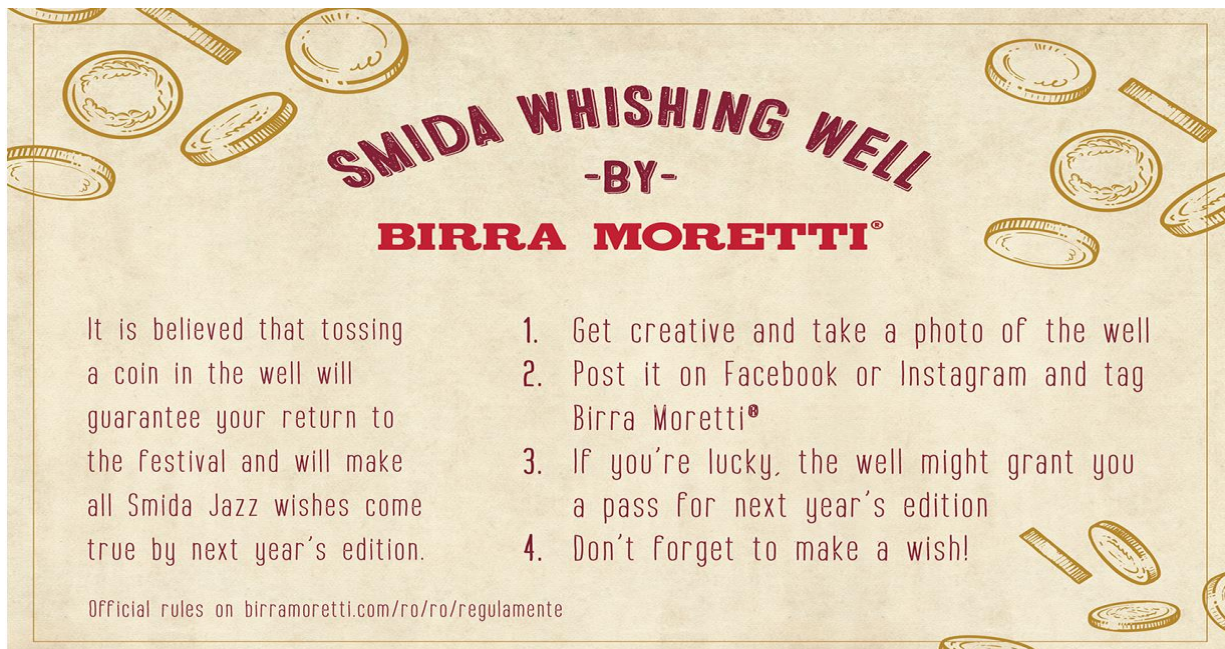 SMIDA WHISHING WELL
-BY-
BIRRA MORETTI®
It is believed that tossing
a coin in the well will
guarantee your return to
the festival and will make
all Smida Jazz wishes come
true by next year's edition.
1. Get creative and take a photo of the well
2. Post it on Facebook or Instagram and tag
Birra Moretti®
3. If you're lucky, the well might grant you
a pass for next year's edition
4. Don't forget to make a wish!
Official rules on birramoretti.com/ro/ro/regulamente